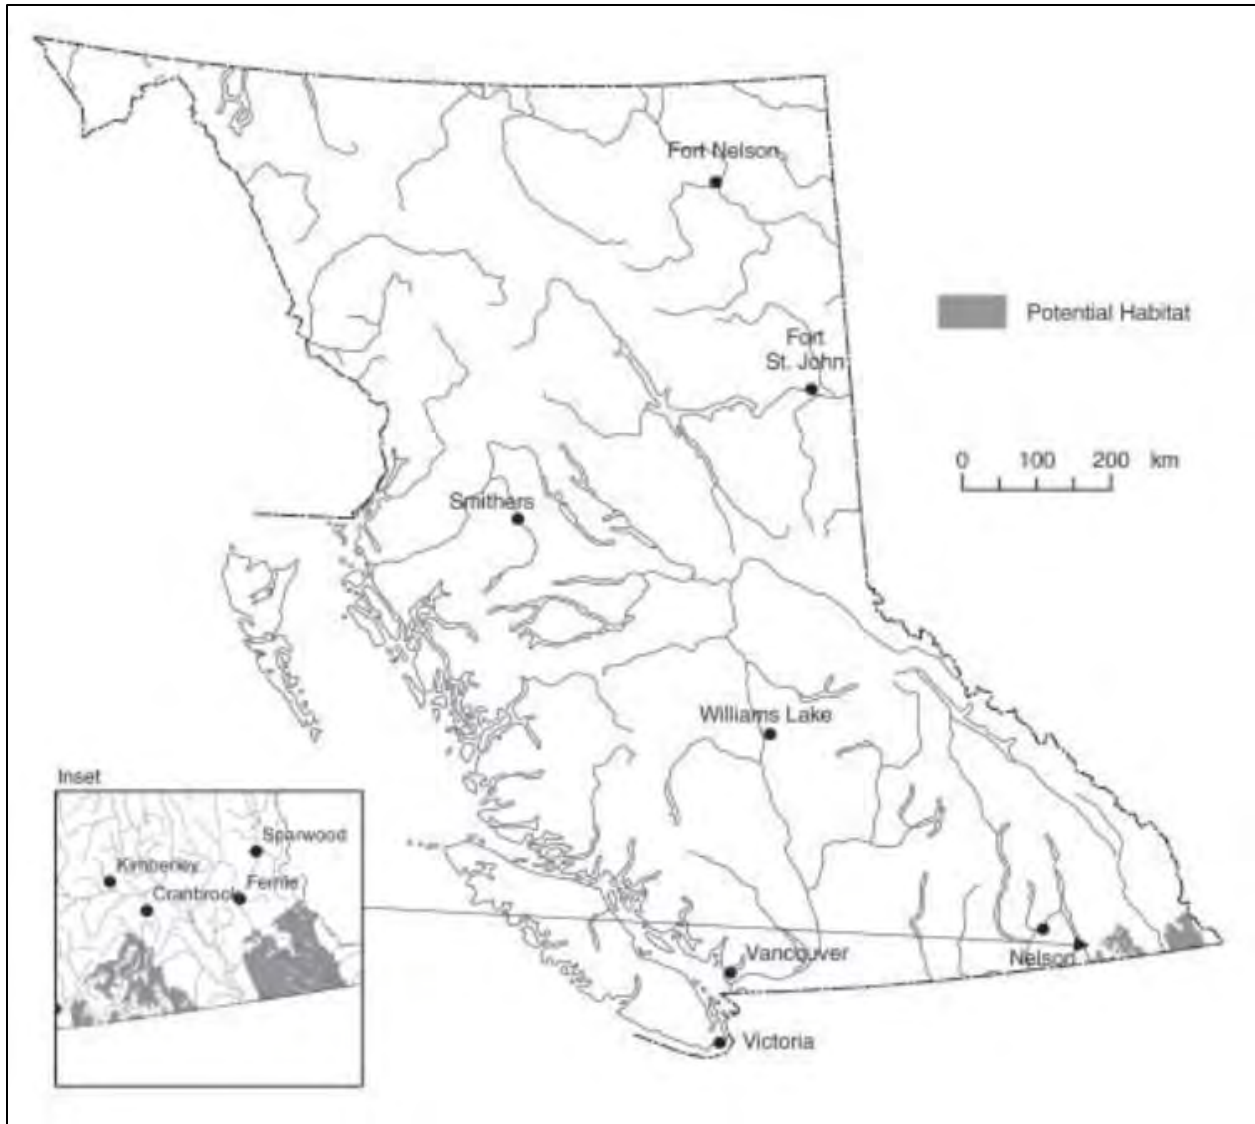 Fort Nelson
Potential Habitat
Fort
St. John
0 100 200 km
Smithers
Williams Lake
Inset
Sparwood
Kimberley
Cranbrook
Fernie
Vancouver
Nelson
Victoria